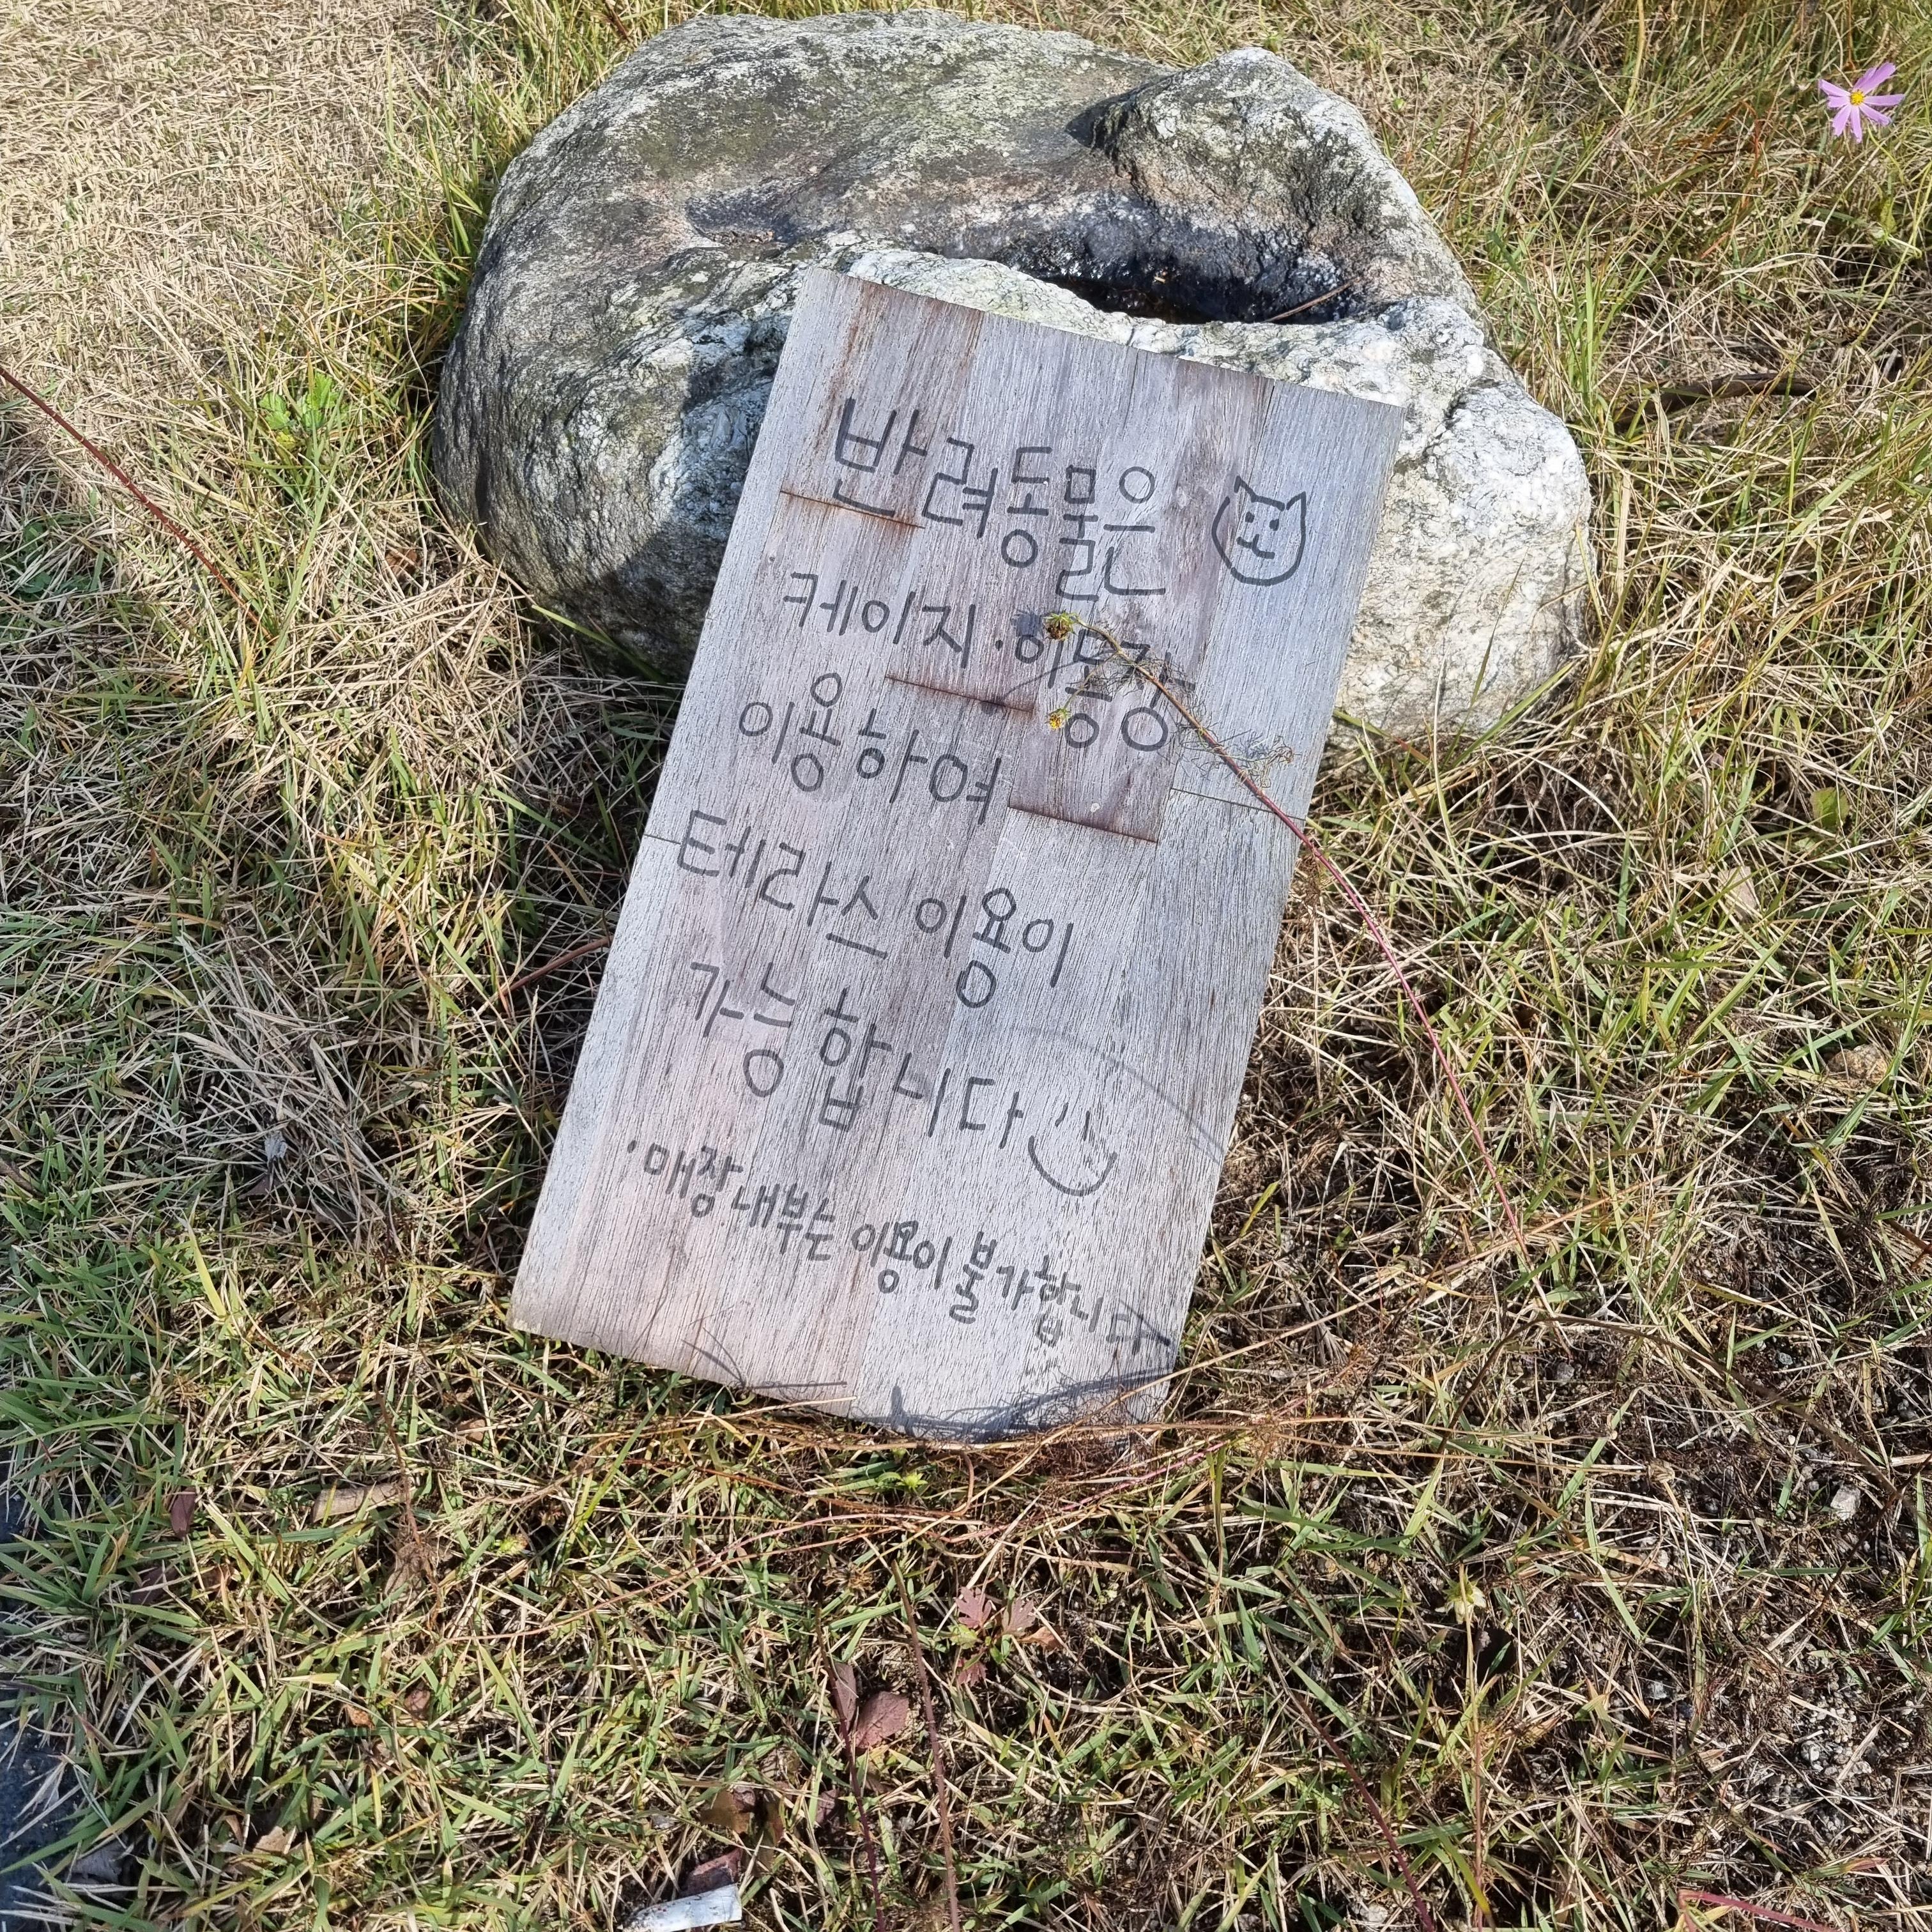 반려동물은
케이지·이동장
이용하여
테라스 이용이
가능합니다
·매장 내부는 이용이 불가합니다